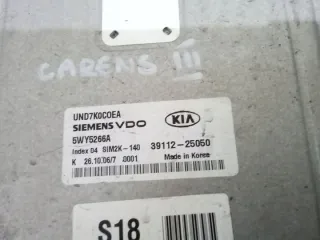 CARENS III
UND7K0C0EA
SIEMENS VDO
KIA
5WY5266A
Index 04 SIM2K-140
39112-25050
K 26.10.06/7 0001
Made in Korea
S18